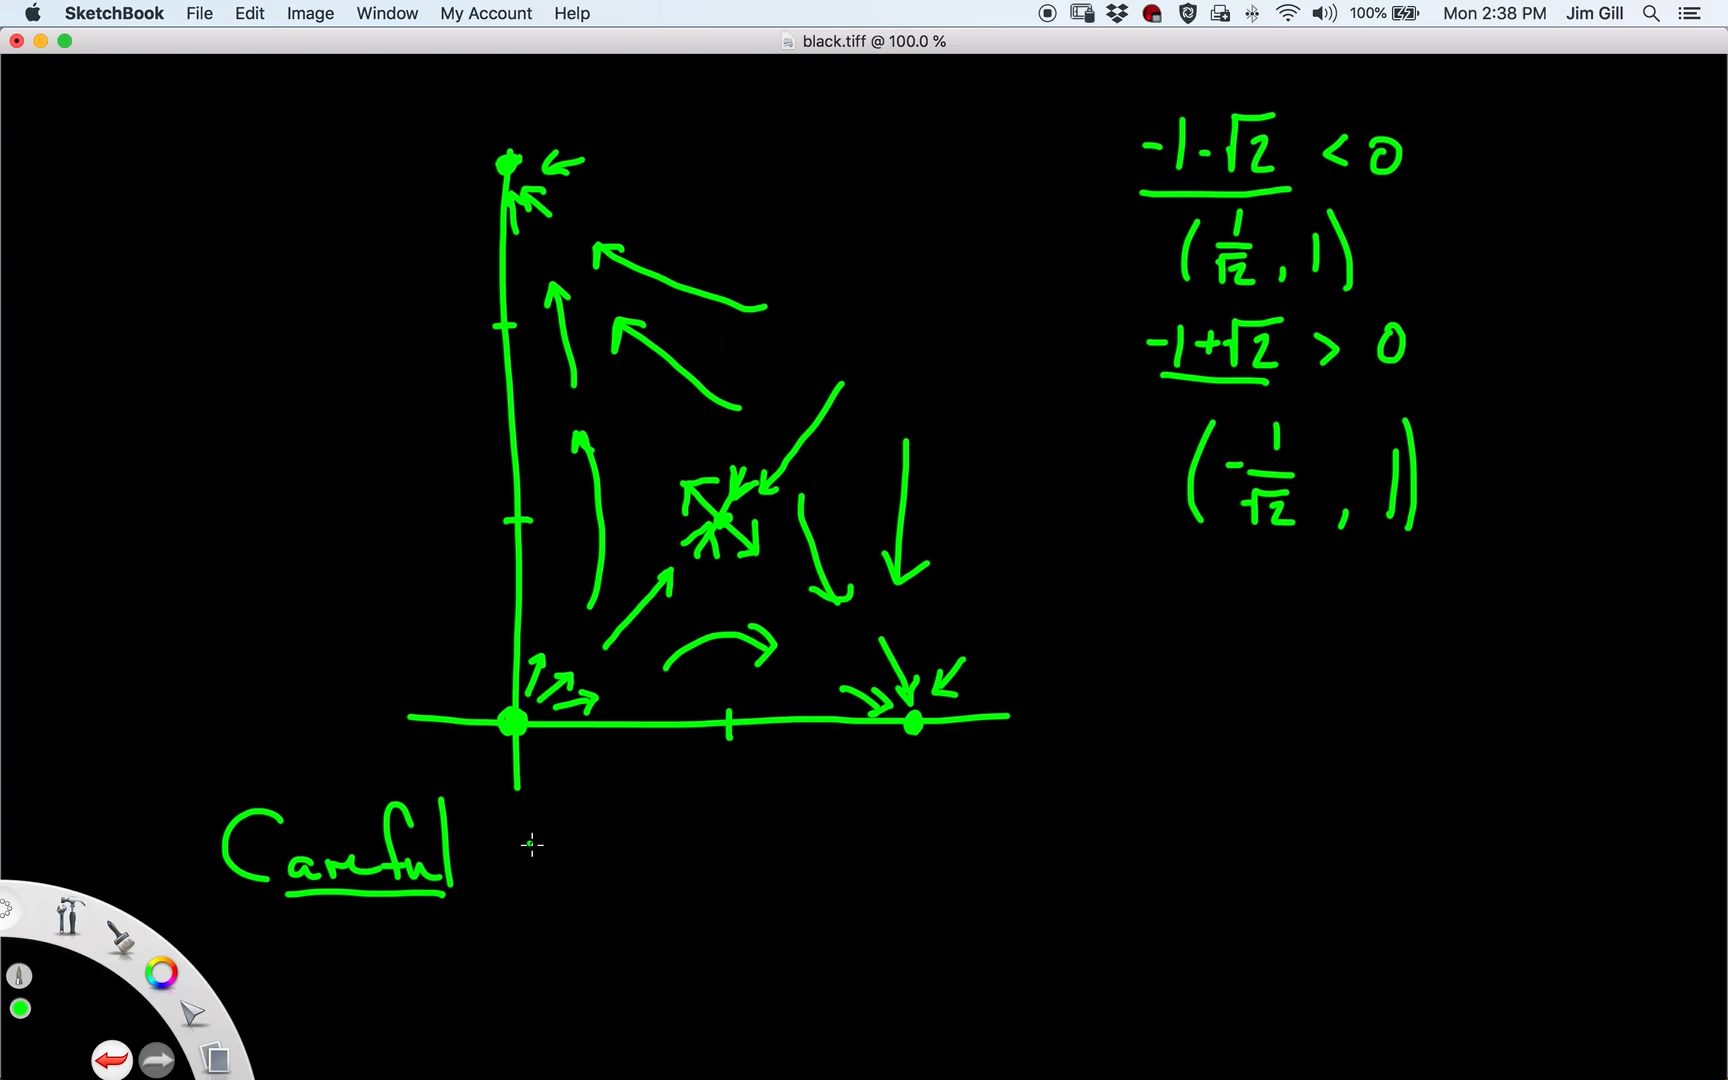 SketchBook File Edit Image Window My Account Help 100% Mon 2:38 PM Jim Gill
black.tiff @ 100.0 %
-1-√2 < 0
(1/√2, 1)
-1+√2 > 0
(-1/√2, 1)
Careful